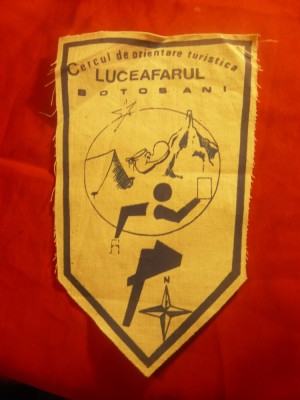 Cercul de orientare turistica
LUCEAFARUL
BOTOSANI
N